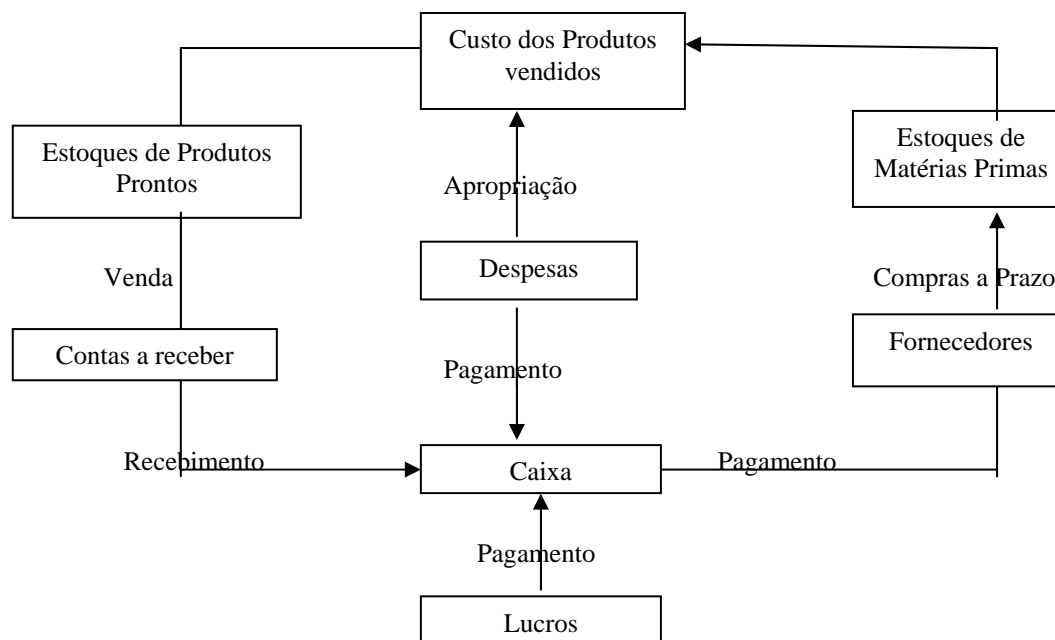 Custo dos Produtos
vendidos
Estoques de Produtos
Prontos
Estoques de
Matérias Primas
Apropriação
Despesas
Venda
Compras a Prazo
Contas a receber
Fornecedores
Pagamento
Recebimento
Caixa
Pagamento
Pagamento
Lucros